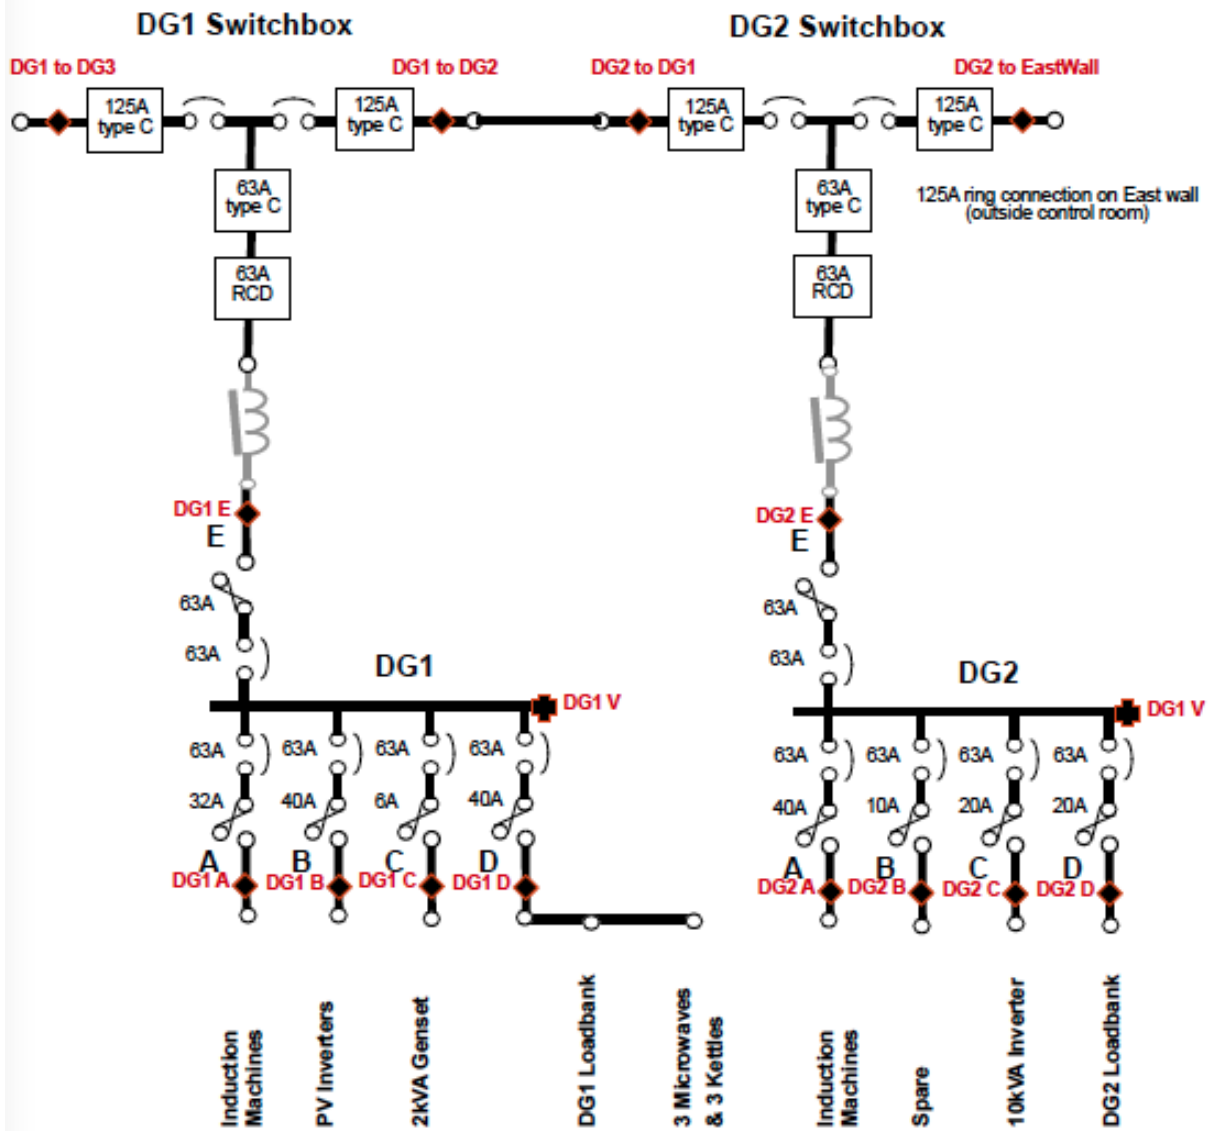 DG1 Switchbox
DG2 Switchbox
DG1 to DG3
DG1 to DG2
DG2 to DG1
DG2 to EastWall
125A
type C
125A
type C
125A
type C
125A
type C
63A
type C
63A
type C
125A ring connection on East wall
(outside control room)
63A
RCD
63A
RCD
DG1 E
E
DG2 E
E
63A
63A
63A
63A
DG1
DG2
DG1 V
DG1 V
63A
63A
63A
63A
63A
63A
63A
63A
32A
40A
6A
40A
40A
10A
20A
20A
A
B
C
D
A
B
C
D
DG1 A
DG1 B
DG1 C
DG1 D
DG2 A
DG2 B
DG2 C
DG2 D
Induction
Machines
PV Inverters
2kVA Genset
DG1 Loadbank
3 Microwaves
& 3 Kettles
Induction
Machines
Spare
10kVA Inverter
DG2 Loadbank